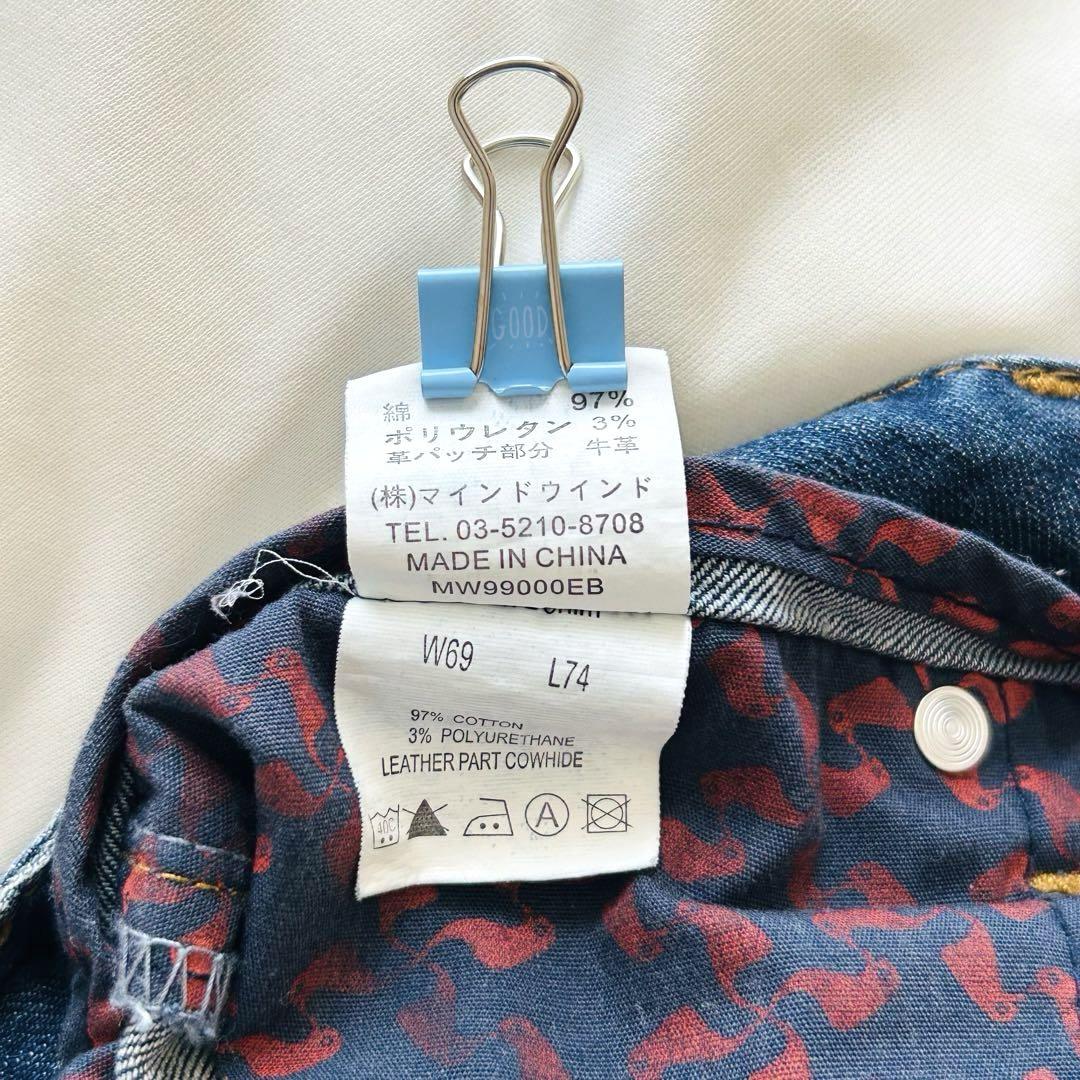 GOOD
綿 97%
ポリウレタン 3%
革パッチ部分 牛革
(株)マインドウインド
TEL. 03-5210-8708
MADE IN CHINA
MW99000EB
W69 L74
97% COTTON
3% POLYURETHANE
LEATHER PART COWHIDE
40C A